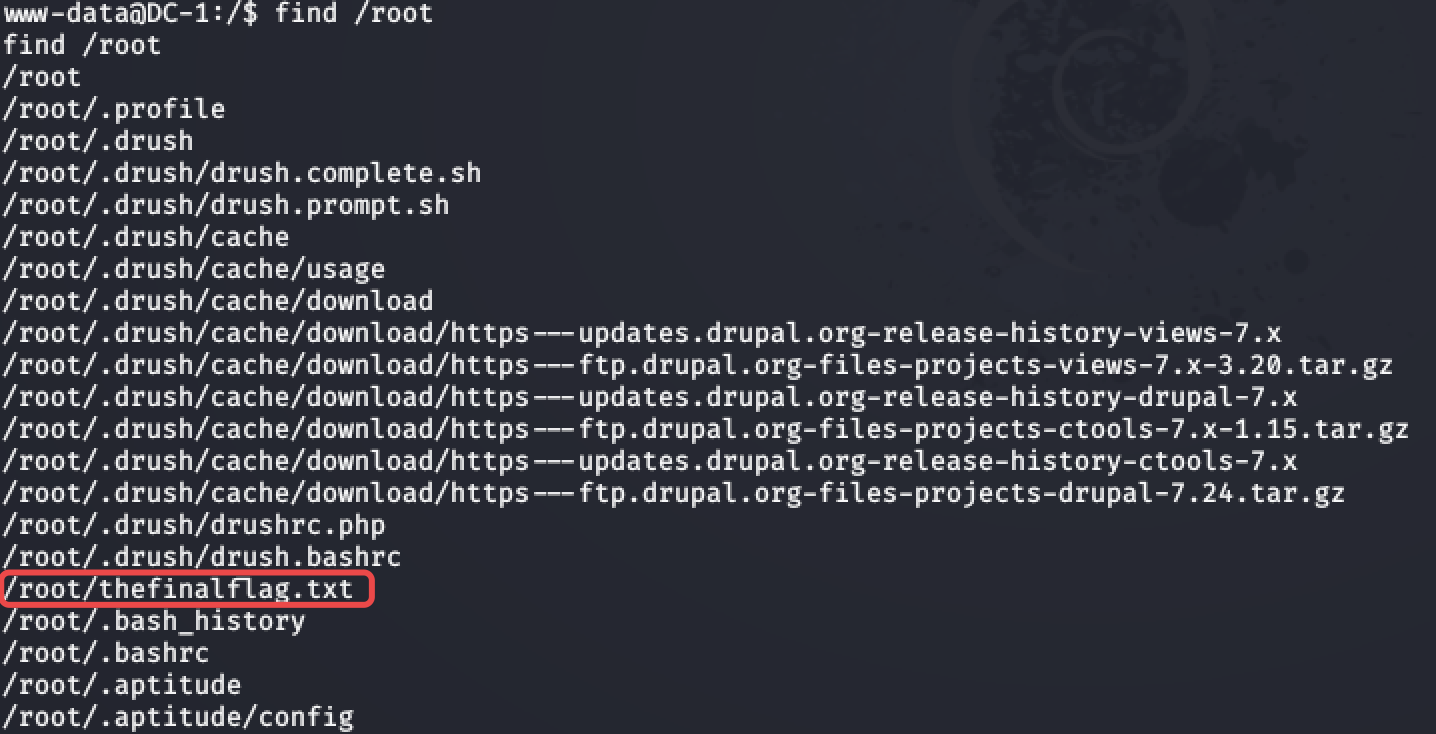 www-data@DC-1:/$ find /root
find /root
/root
/root/.profile
/root/.drush
/root/.drush/drush.complete.sh
/root/.drush/drush.prompt.sh
/root/.drush/cache
/root/.drush/cache/usage
/root/.drush/cache/download
/root/.drush/cache/download/https---updates.drupal.org-release-history-views-7.x
/root/.drush/cache/download/https---ftp.drupal.org-files-projects-views-7.x-3.20.tar.gz
/root/.drush/cache/download/https---updates.drupal.org-release-history-drupal-7.x
/root/.drush/cache/download/https---ftp.drupal.org-files-projects-ctools-7.x-1.15.tar.gz
/root/.drush/cache/download/https---updates.drupal.org-release-history-ctools-7.x
/root/.drush/cache/download/https---ftp.drupal.org-files-projects-drupal-7.24.tar.gz
/root/.drush/drushrc.php
/root/.drush/drush.bashrc
/root/thefinalflag.txt
/root/.bash_history
/root/.bashrc
/root/.aptitude
/root/.aptitude/config